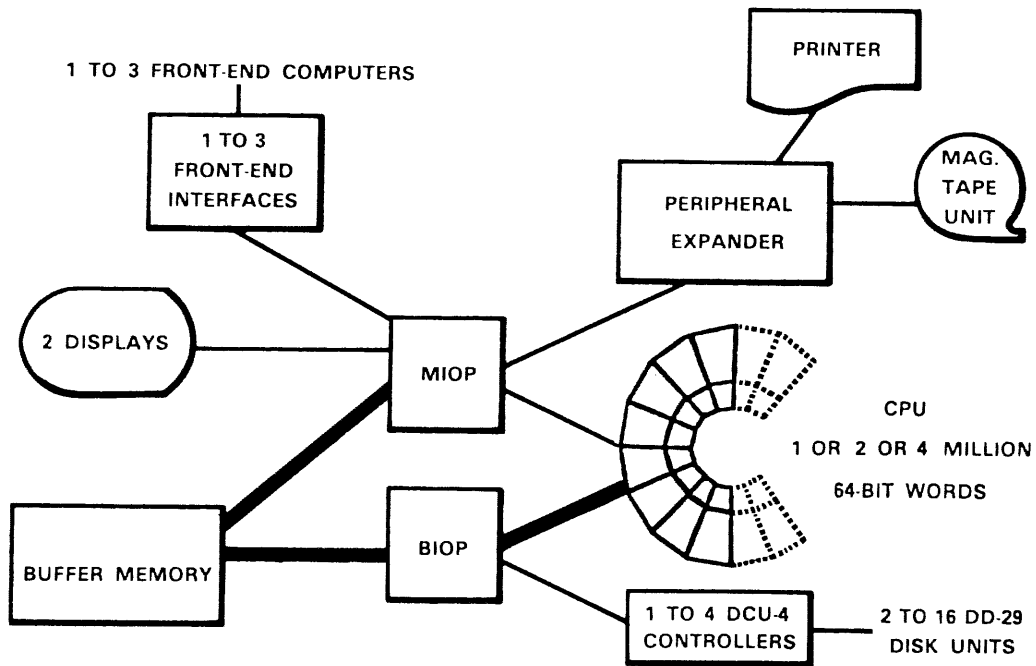 PRINTER
1 TO 3 FRONT-END COMPUTERS
1 TO 3
FRONT-END
INTERFACES
MAG.
TAPE
UNIT
PERIPHERAL
EXPANDER
2 DISPLAYS
MIOP
CPU
1 OR 2 OR 4 MILLION
64-BIT WORDS
BUFFER MEMORY
BIOP
1 TO 4 DCU-4
CONTROLLERS
2 TO 16 DD-29
DISK UNITS